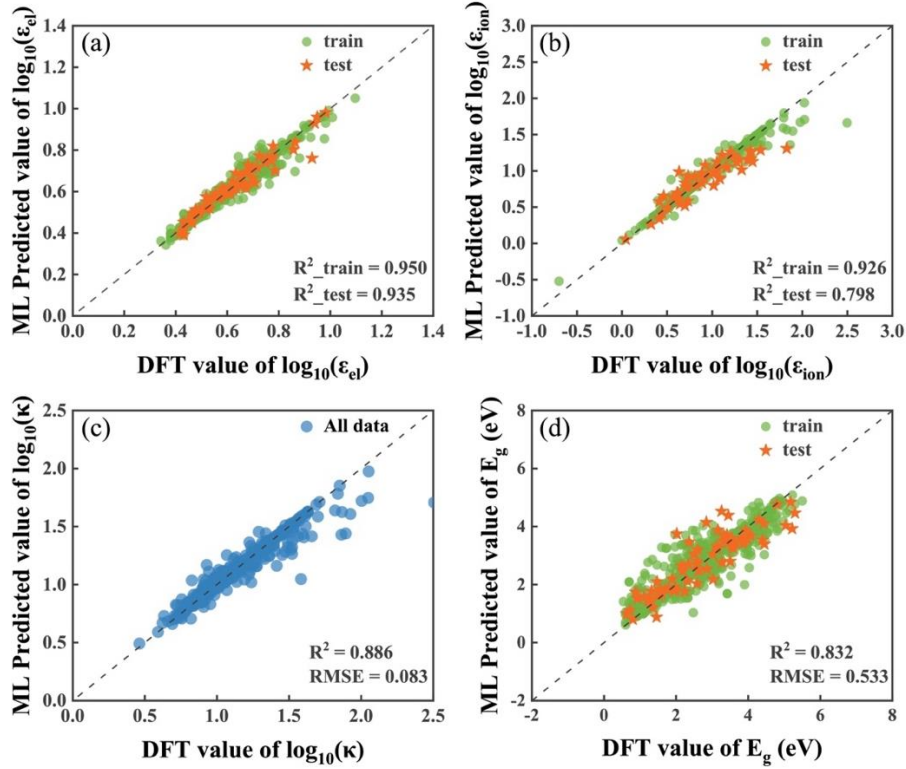 (a)
train
test
ML Predicted value of log₁₀(ε_el)
1.4
1.2
1.0
0.8
0.6
0.4
0.2
0.0
R²_train = 0.950
R²_test = 0.935
0.0 0.2 0.4 0.6 0.8 1.0 1.2 1.4
DFT value of log₁₀(ε_el)
(b)
train
test
ML Predicted value of log₁₀(ε_ion)
3.0
2.5
2.0
1.5
1.0
0.5
0.0
-0.5
-1.0
R²_train = 0.926
R²_test = 0.798
-1.0 -0.5 0.0 0.5 1.0 1.5 2.0 2.5 3.0
DFT value of log₁₀(ε_ion)
(c)
All data
ML Predicted value of log₁₀(κ)
2.5
2.0
1.5
1.0
0.5
0.0
R² = 0.886
RMSE = 0.083
0.0 0.5 1.0 1.5 2.0 2.5
DFT value of log₁₀(κ)
(d)
train
test
ML Predicted value of E_g (eV)
8
6
4
2
0
-2
R² = 0.832
RMSE = 0.533
-2 0 2 4 6 8
DFT value of E_g (eV)